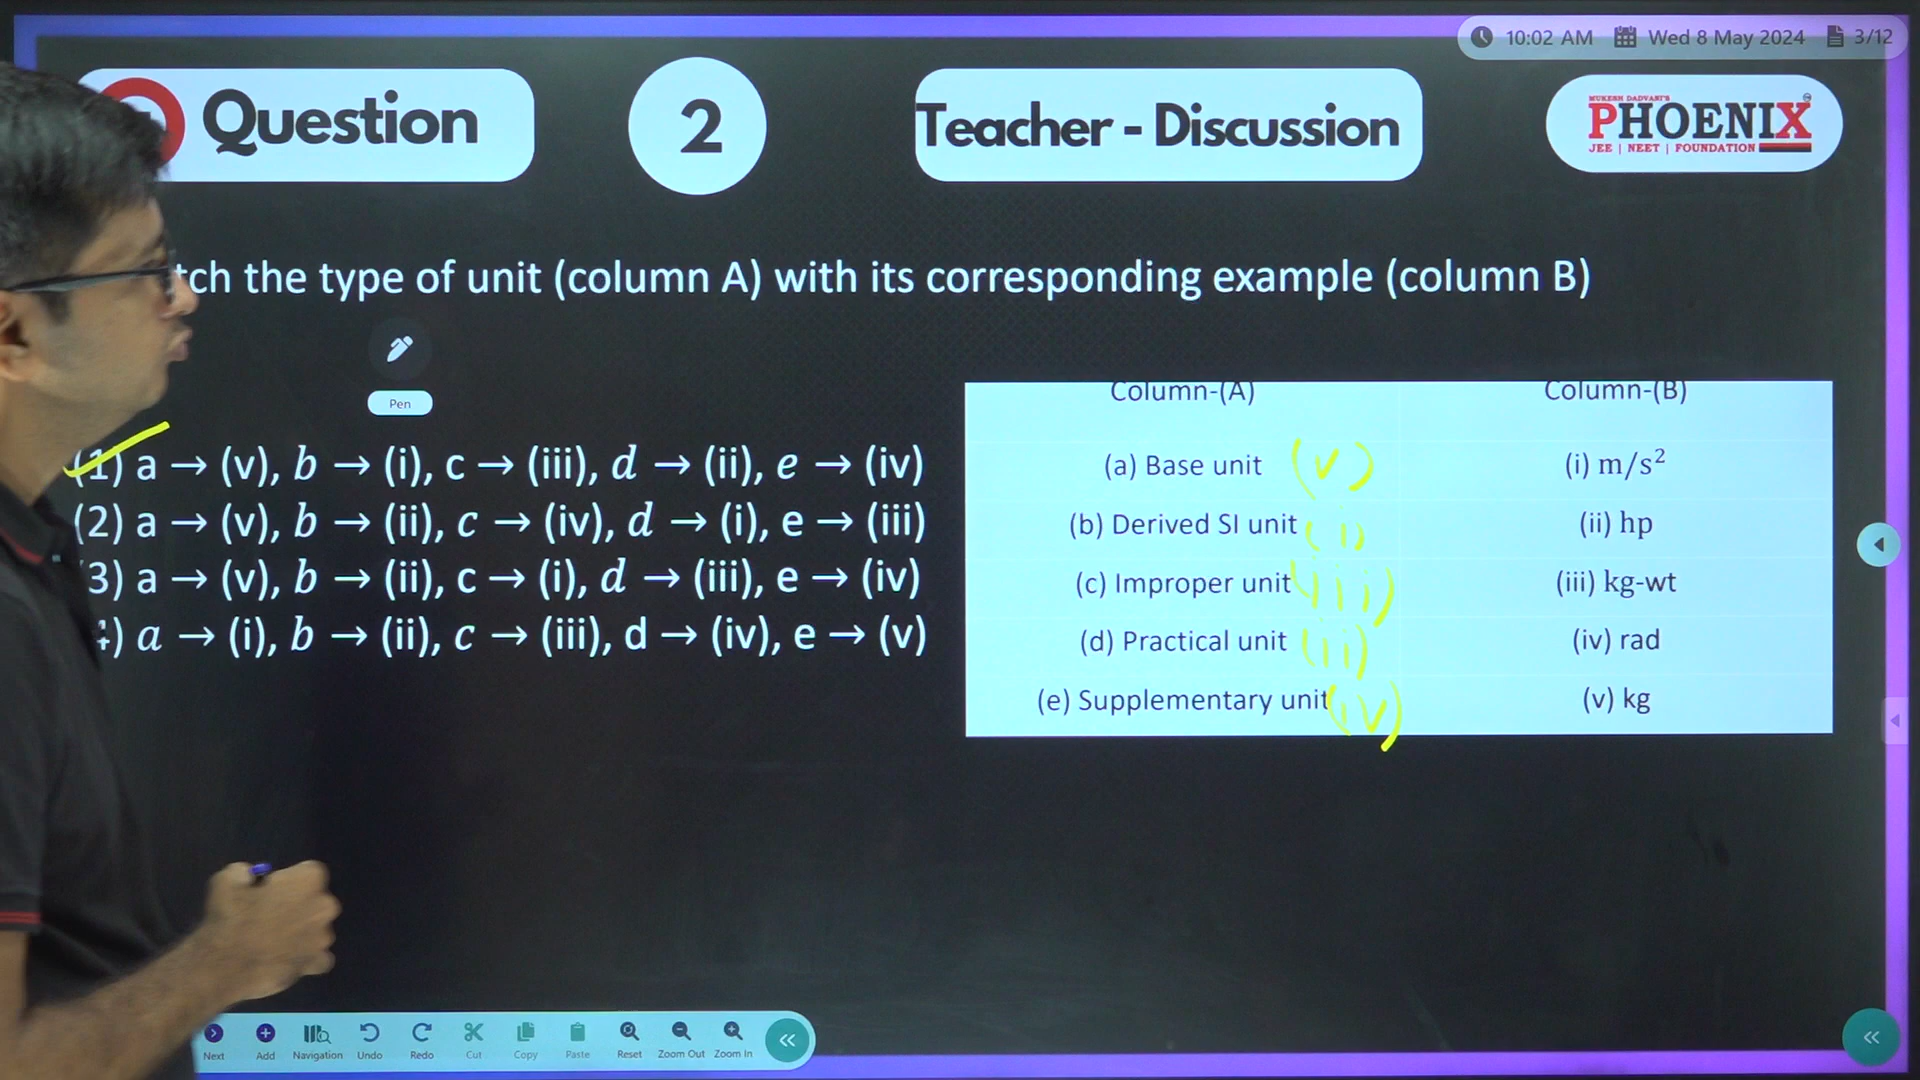 10:02 AM Wed 8 May 2024 3/12
Question 2 Teacher - Discussion
MUKESH DADVANI'S
PHOENIX
JEE | NEET | FOUNDATION
tch the type of unit (column A) with its corresponding example (column B)
Pen
(1) a → (v), b → (i), c → (iii), d → (ii), e → (iv)
(2) a → (v), b → (ii), c → (iv), d → (i), e → (iii)
3) a → (v), b → (ii), c → (i), d → (iii), e → (iv)
) a → (i), b → (ii), c → (iii), d → (iv), e → (v)
Column-(A) Column-(B)
(a) Base unit (v) (i) m/s²
(b) Derived SI unit (i) (ii) hp
(c) Improper unit (iii) (iii) kg-wt
(d) Practical unit (ii) (iv) rad
(e) Supplementary unit (iv) (v) kg
Next Add Navigation Undo Redo Cut Copy Paste Reset Zoom Out Zoom In